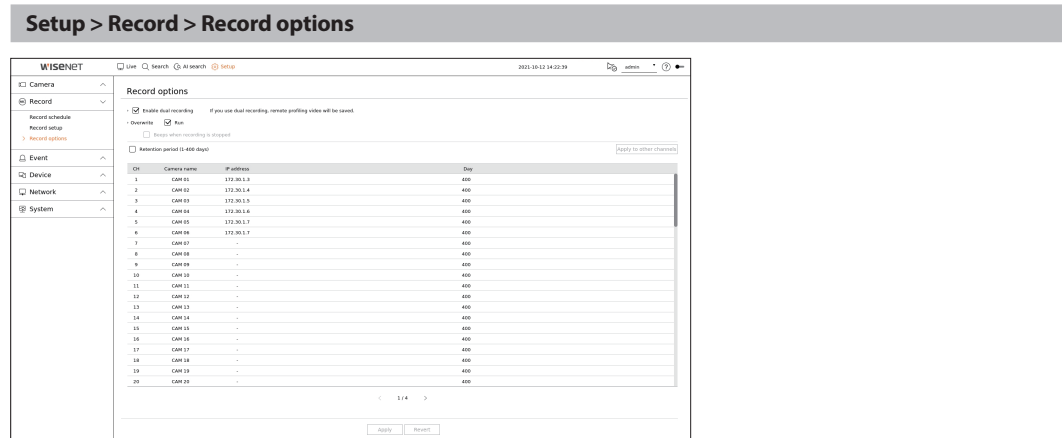 Setup > Record > Record options
WISENET
Live Search AI search Setup
2021-10-12 14:22:39
admin
Camera
Record
Record schedule
Record setup
> Record options
Event
Device
Network
System
Record options
Enable dual recording If you use dual recording, remote profiling video will be saved.
Overwrite Run
Beeps when recording is stopped
Retention period (1-400 days) Apply to other channels
CH Camera name IP address Day
1 CAM 01 172.30.1.3 400
2 CAM 02 172.30.1.4 400
3 CAM 03 172.30.1.5 400
4 CAM 04 172.30.1.6 400
5 CAM 05 172.30.1.7 400
6 CAM 06 172.30.1.7 400
7 CAM 07 - 400
8 CAM 08 - 400
9 CAM 09 - 400
10 CAM 10 - 400
11 CAM 11 - 400
12 CAM 12 - 400
13 CAM 13 - 400
14 CAM 14 - 400
15 CAM 15 - 400
16 CAM 16 - 400
17 CAM 17 - 400
18 CAM 18 - 400
19 CAM 19 - 400
20 CAM 20 - 400
< 1 / 4 >
Apply Revert